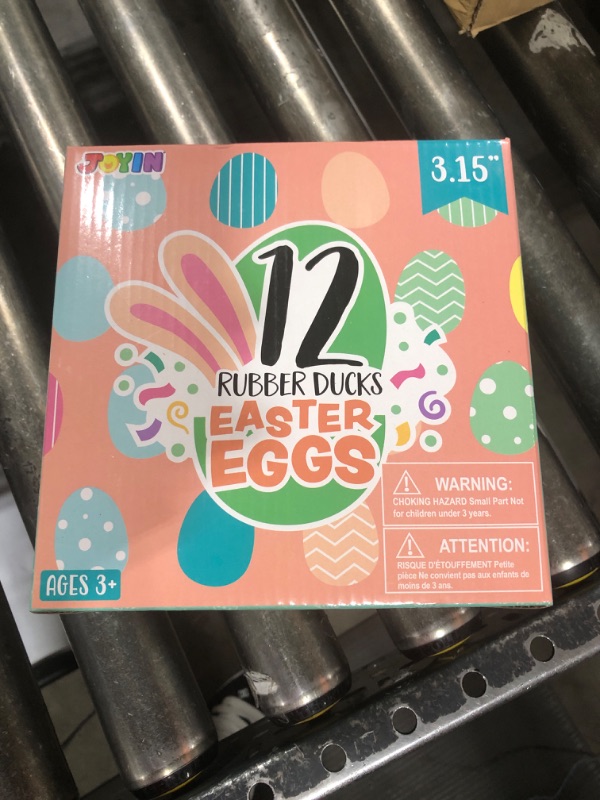 JOYIN
3.15"
12
RUBBER DUCKS
EASTER
EGGS
WARNING:
CHOKING HAZARD Small Part Not
for children under 3 years.
ATTENTION:
RISQUE D'ÉTOUFFEMENT Petite
pièce Ne convient pas aux enfants de
moins de 3 ans.
AGES 3+